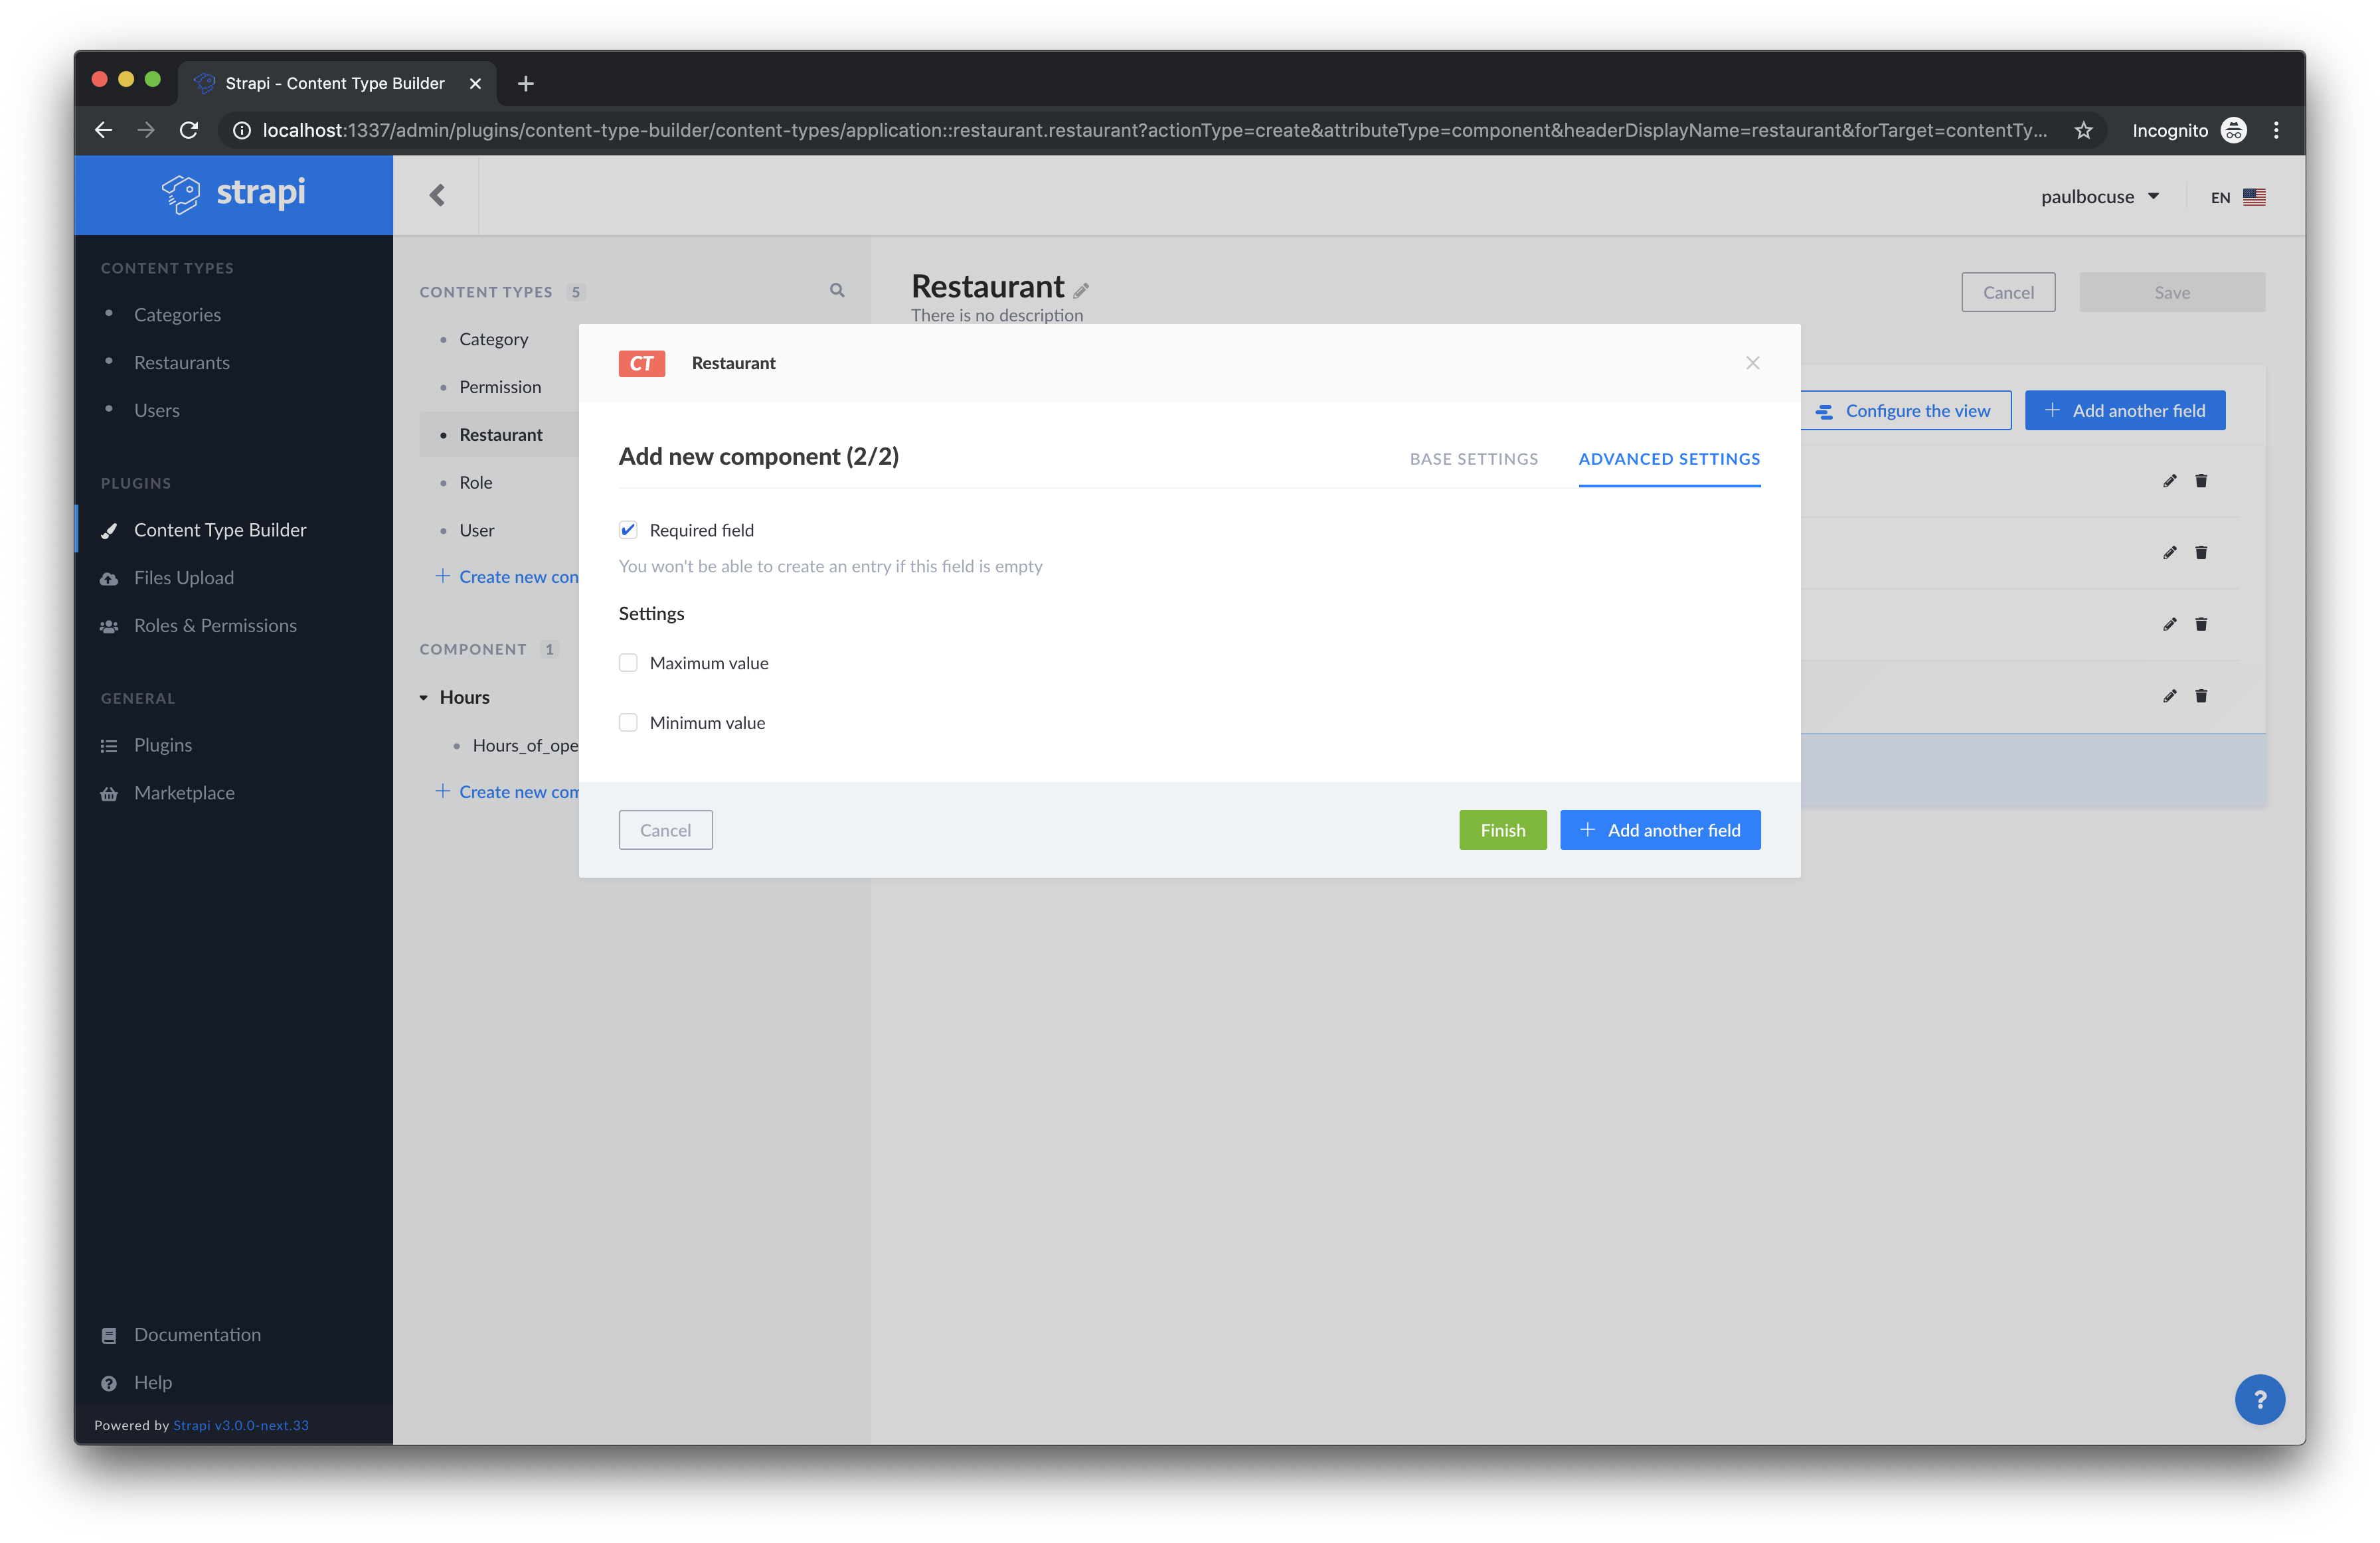 Strapi - Content Type Builder
localhost:1337/admin/plugins/content-type-builder/content-types/application::restaurant.restaurant?actionType=create&attributeType=component&headerDisplayName=restaurant&forTarget=contentTy...
Incognito
strapi
paulbocuse
EN
CONTENT TYPES
Categories
Restaurants
Users
PLUGINS
Content Type Builder
Files Upload
Roles & Permissions
GENERAL
Plugins
Marketplace
Documentation
Help
Powered by Strapi v3.0.0-next.33
CONTENT TYPES 5
Category
Permission
Restaurant
Role
User
+ Create new con
COMPONENT 1
Hours
Hours_of_ope
+ Create new com
Restaurant
There is no description
Cancel
Save
Configure the view
+ Add another field
CT Restaurant
Add new component (2/2)
BASE SETTINGS
ADVANCED SETTINGS
Required field
You won't be able to create an entry if this field is empty
Settings
Maximum value
Minimum value
Cancel
Finish
+ Add another field
?